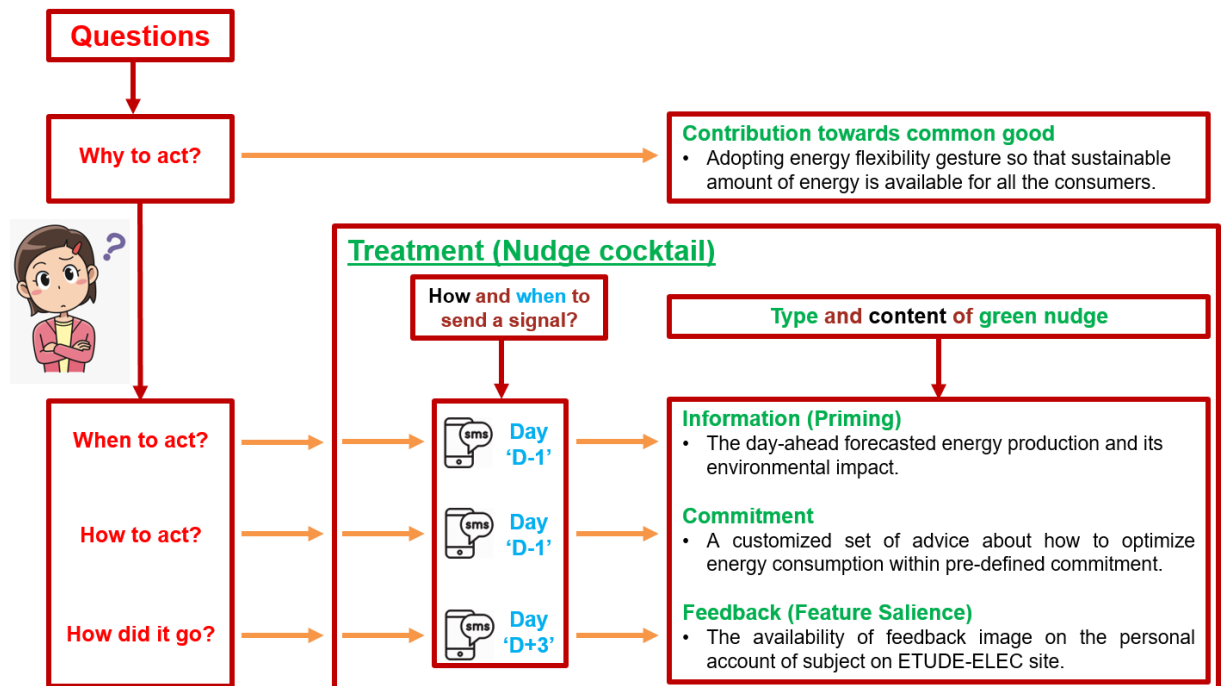 Questions
Why to act?
Contribution towards common good
• Adopting energy flexibility gesture so that sustainable
amount of energy is available for all the consumers.
?
Treatment (Nudge cocktail)
How and when to
send a signal?
Type and content of green nudge
When to act?
sms
Day
‘D-1’
Information (Priming)
• The day-ahead forecasted energy production and its
environmental impact.
How to act?
sms
Day
‘D-1’
Commitment
• A customized set of advice about how to optimize
energy consumption within pre-defined commitment.
How did it go?
sms
Day
‘D+3’
Feedback (Feature Salience)
• The availability of feedback image on the personal
account of subject on ETUDE-ELEC site.